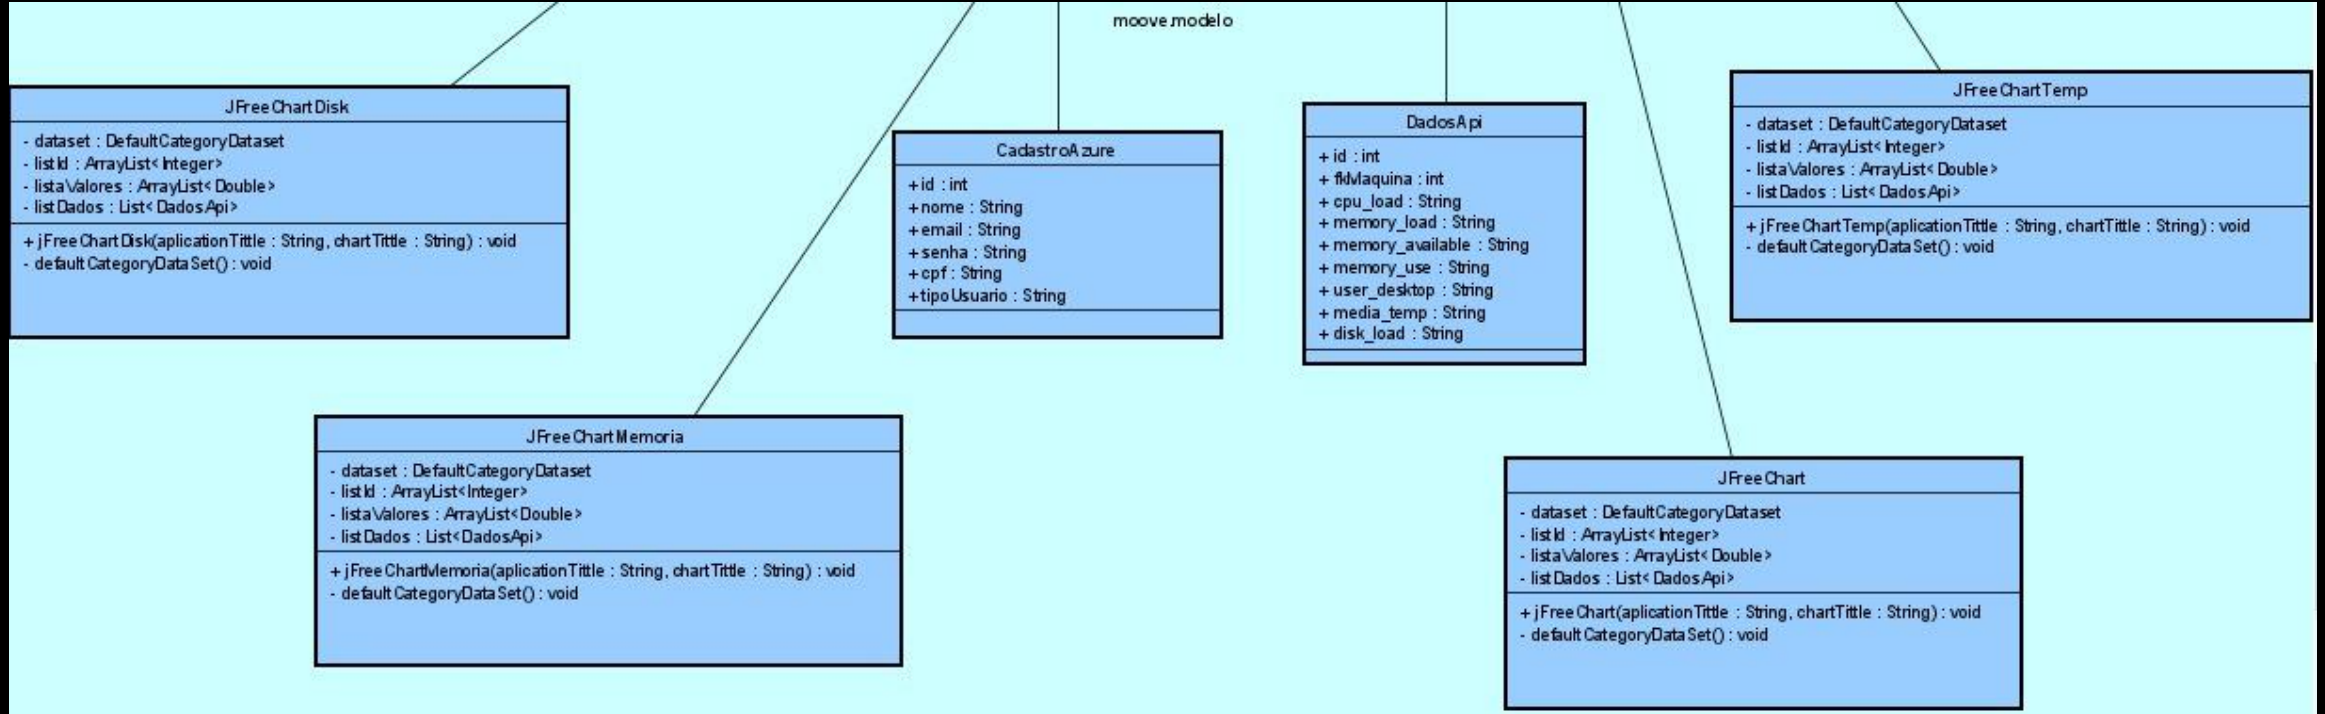 moove.modelo
JFreeChartDisk
- dataset : DefaultCategoryDataset
- listId : ArrayList<Integer>
- listaValores : ArrayList<Double>
- listDados : List<DadosApi>
+ jFreeChartDisk(aplicationTittle : String, chartTittle : String) : void
- defaultCategoryDataSet() : void
CadastroAzure
+id : int
+nome : String
+email : String
+senha : String
+cpf : String
+tipoUsuario : String
DadosApi
+ id : int
+ fkMaquina : int
+ cpu_load : String
+ memory_load : String
+ memory_available : String
+ memory_use : String
+ user_desktop : String
+ media_temp : String
+ disk_load : String
JFreeChartTemp
- dataset : DefaultCategoryDataset
- listId : ArrayList<Integer>
- listaValores : ArrayList<Double>
- listDados : List<DadosApi>
+ jFreeChartTemp(aplicationTittle : String, chartTittle : String) : void
- defaultCategoryDataSet() : void
JFreeChartMemoria
- dataset : DefaultCategoryDataset
- listId : ArrayList<Integer>
- listaValores : ArrayList<Double>
- listDados : List<DadosApi>
+ jFreeChartMemoria(aplicationTittle : String, chartTittle : String) : void
- defaultCategoryDataSet() : void
JFreeChart
- dataset : DefaultCategoryDataset
- listId : ArrayList<Integer>
- listaValores : ArrayList<Double>
- listDados : List<DadosApi>
+ jFreeChart(aplicationTittle : String, chartTittle : String) : void
- defaultCategoryDataSet() : void